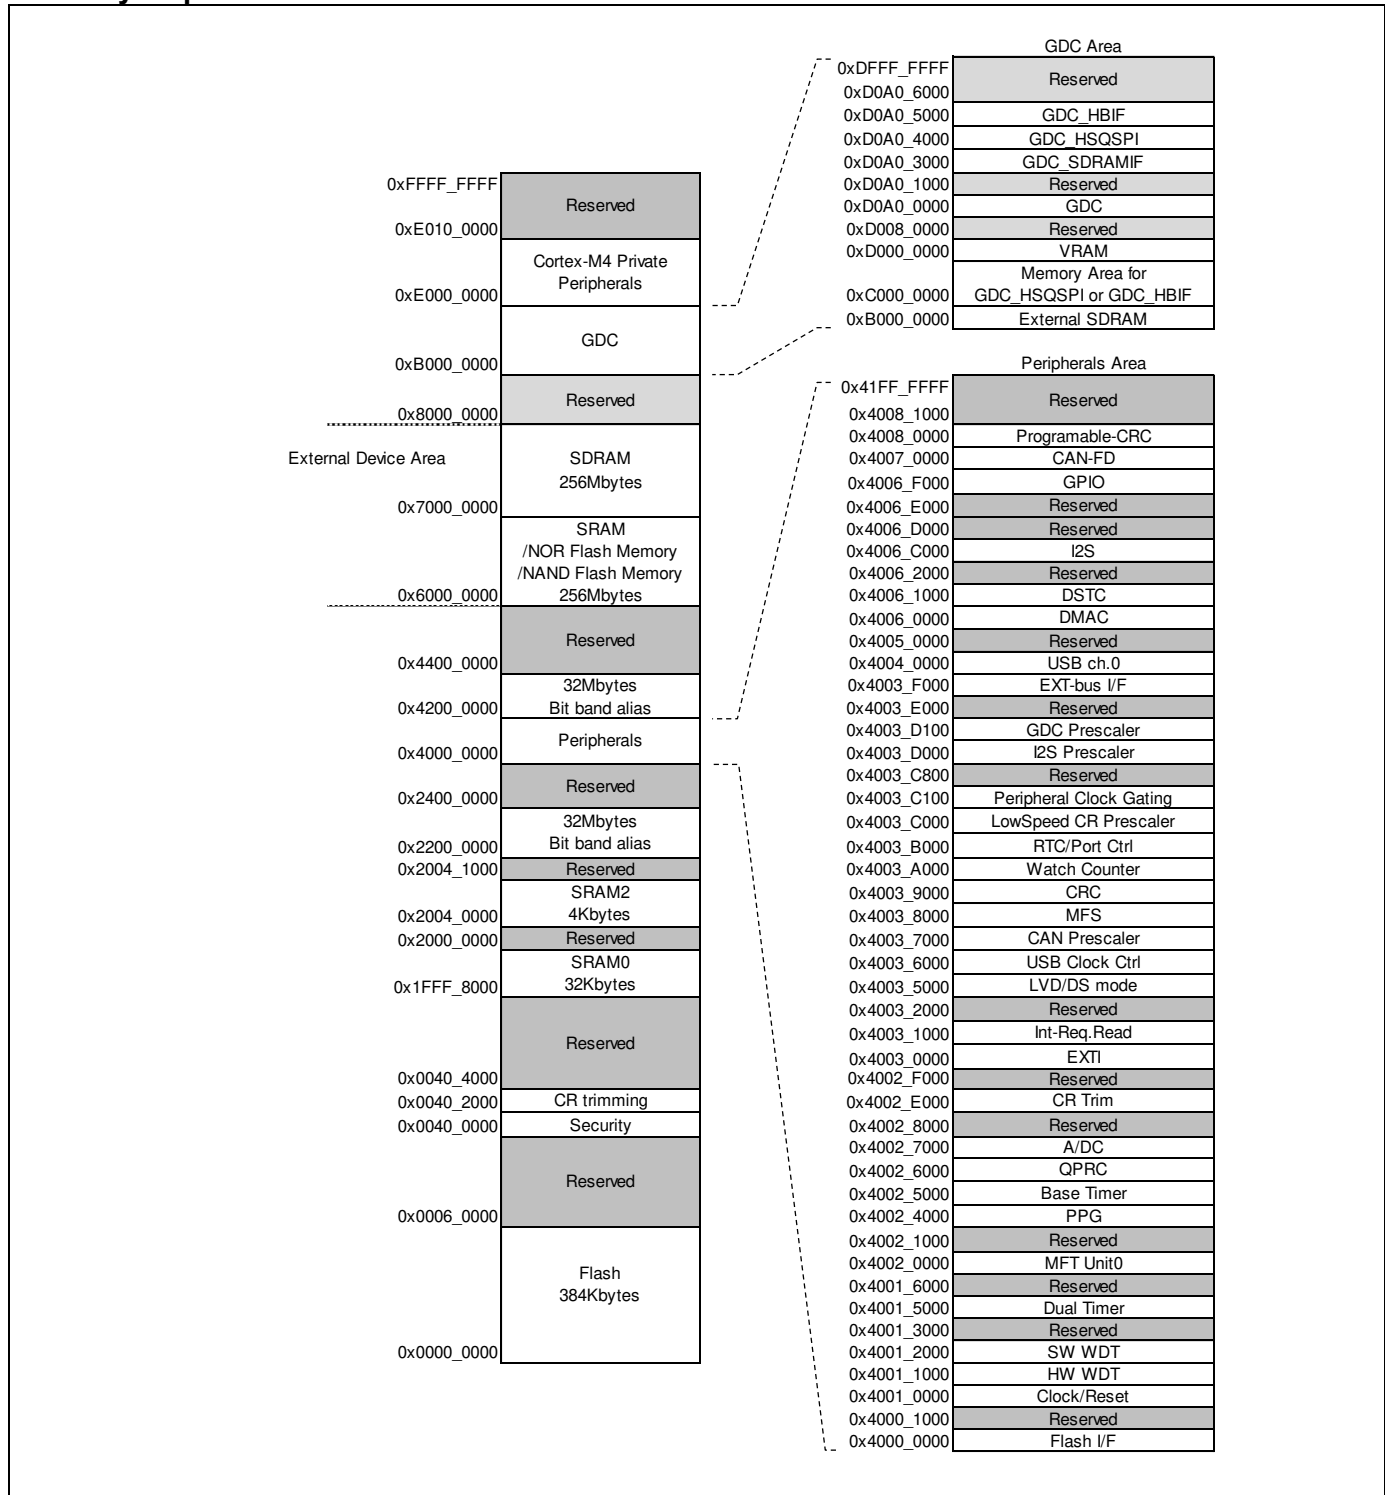 0xFFFF_FFFF
Reserved
0xE010_0000
Cortex-M4 Private
Peripherals
0xE000_0000
GDC
0xB000_0000
Reserved
0x8000_0000
External Device Area
SDRAM
256Mbytes
0x7000_0000
SRAM
/NOR Flash Memory
/NAND Flash Memory
0x6000_0000 256Mbytes
Reserved
0x4400_0000
32Mbytes
0x4200_0000 Bit band alias
Peripherals
0x4000_0000
Reserved
0x2400_0000
32Mbytes
0x2200_0000 Bit band alias
0x2004_1000 Reserved
SRAM2
0x2004_0000 4Kbytes
0x2000_0000 Reserved
SRAM0
0x1FFF_8000 32Kbytes
Reserved
0x0040_4000
0x0040_2000 CR trimming
0x0040_0000 Security
Reserved
0x0006_0000
Flash
384Kbytes
0x0000_0000
GDC Area
0xDFFF_FFFF
Reserved
0xD0A0_6000
0xD0A0_5000 GDC_HBIF
0xD0A0_4000 GDC_HSQSPI
0xD0A0_3000 GDC_SDRAMIF
0xD0A0_1000 Reserved
0xD0A0_0000 GDC
0xD008_0000 Reserved
0xD000_0000 VRAM
Memory Area for
0xC000_0000 GDC_HSQSPI or GDC_HBIF
0xB000_0000 External SDRAM
Peripherals Area
0x41FF_FFFF
Reserved
0x4008_1000
0x4008_0000 Programable-CRC
0x4007_0000 CAN-FD
0x4006_F000 GPIO
0x4006_E000 Reserved
0x4006_D000 Reserved
0x4006_C000 I2S
0x4006_2000 Reserved
0x4006_1000 DSTC
0x4006_0000 DMAC
0x4005_0000 Reserved
0x4004_0000 USB ch.0
0x4003_F000 EXT-bus I/F
0x4003_E000 Reserved
0x4003_D100 GDC Prescaler
0x4003_D000 I2S Prescaler
0x4003_C800 Reserved
0x4003_C100 Peripheral Clock Gating
0x4003_C000 LowSpeed CR Prescaler
0x4003_B000 RTC/Port Ctrl
0x4003_A000 Watch Counter
0x4003_9000 CRC
0x4003_8000 MFS
0x4003_7000 CAN Prescaler
0x4003_6000 USB Clock Ctrl
0x4003_5000 LVD/DS mode
0x4003_2000 Reserved
0x4003_1000 Int-Req.Read
0x4003_0000 EXTI
0x4002_F000 Reserved
0x4002_E000 CR Trim
0x4002_8000 Reserved
0x4002_7000 A/DC
0x4002_6000 QPRC
0x4002_5000 Base Timer
0x4002_4000 PPG
0x4002_1000 Reserved
0x4002_0000 MFT Unit0
0x4001_6000 Reserved
0x4001_5000 Dual Timer
0x4001_3000 Reserved
0x4001_2000 SW WDT
0x4001_1000 HW WDT
0x4001_0000 Clock/Reset
0x4000_1000 Reserved
0x4000_0000 Flash I/F